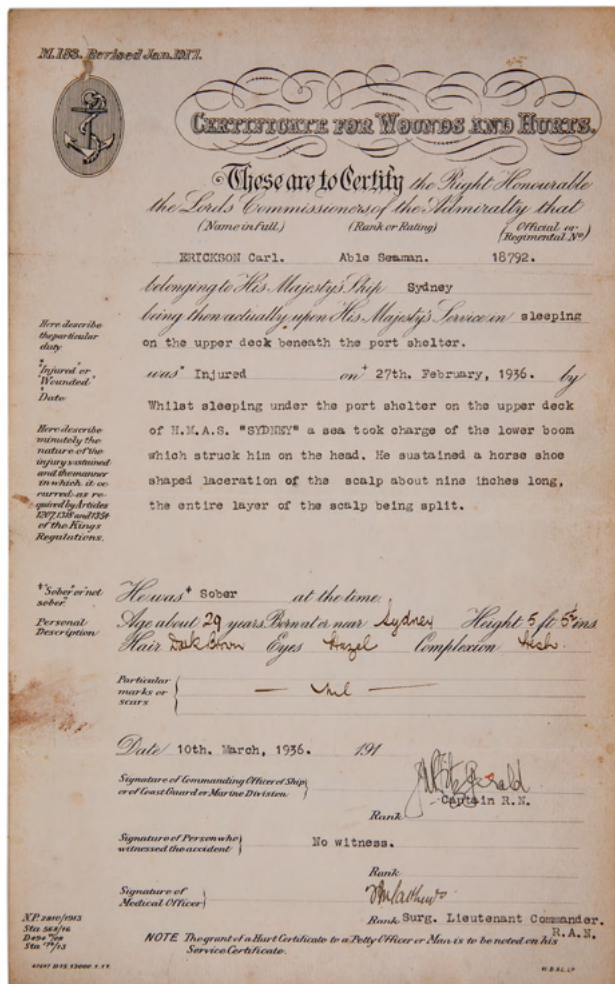 M.183. Revised Jan. 1917.
CERTIFICATE FOR WOUNDS AND HURTS.
These are to Certify the Right Honourable
the Lords Commissioners of the Admiralty that
(Name in full) (Rank or Rating) (Official or Regimental No)
ERICKSON Carl. Able Seaman. 18792.
belonging to His Majesty's Ship Sydney
being then actually upon His Majesty's Service in sleeping
on the upper deck beneath the port shelter.
Here describe
the particular
duty.
was * Injured on + 27th. February, 1936. by
* "Injured" or
"Wounded"
+ Date
Whilst sleeping under the port shelter on the upper deck
of H.M.A.S. "SYDNEY" a sea took charge of the lower boom
which struck him on the head. He sustained a horse shoe
shaped laceration of the scalp about nine inches long,
the entire layer of the scalp being split.
Here describe
minutely the
nature of the
injury sustained
and the manner
in which it oc-
curred, as re-
quired by Articles
1207, 1318 and 1354
of the Kings
Regulations.
‡ "Sober" or not
sober.
He was ‡ Sober at the time.
Personal
Description
Age about 29 years. Born at or near Sydney Height 5 ft 5½ ins
Hair Dark brown Eyes Hazel Complexion Fresh.
Particular
marks or
scars
— Nil —
Date 10th. March, 1936. 191
Signature of Commanding Officer of Ship
or of Coast Guard or Marine Division
Fitzgerald
Rank Captain R.N.
Signature of Person who
witnessed the accident
No witness.
Rank
Signature of
Medical Officer
Rank Surg. Lieutenant Commander.
R.A.N.
NOTE The grant of a Hurt Certificate to a Petty Officer or Man is to be noted on his
Service Certificate.
N.P. 2810/1913